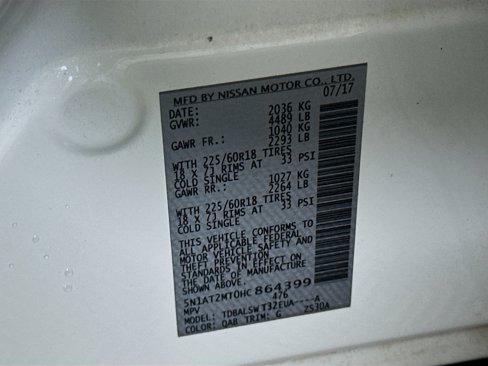 MFD BY NISSAN MOTOR CO., LTD.
DATE: 07/17
GVWR: 2036 KG
4489 LB
GAWR FR.: 1040 KG
2293 LB
WITH 225/60R18 TIRES
18 X 7J RIMS AT 33 PSI
COLD SINGLE
GAWR RR.: 1027 KG
2264 LB
WITH 225/60R18 TIRES
18 X 7J RIMS AT 33 PSI
COLD SINGLE
THIS VEHICLE CONFORMS TO
ALL APPLICABLE FEDERAL
MOTOR VEHICLE SAFETY AND
THEFT PREVENTION
STANDARDS IN EFFECT ON
THE DATE OF MANUFACTURE
SHOWN ABOVE.
5N1AT2MT0HC864399
MPV 476
MODEL: TDBALSWT32EUA----A
COLOR: QAB TRIM: G 2S30A